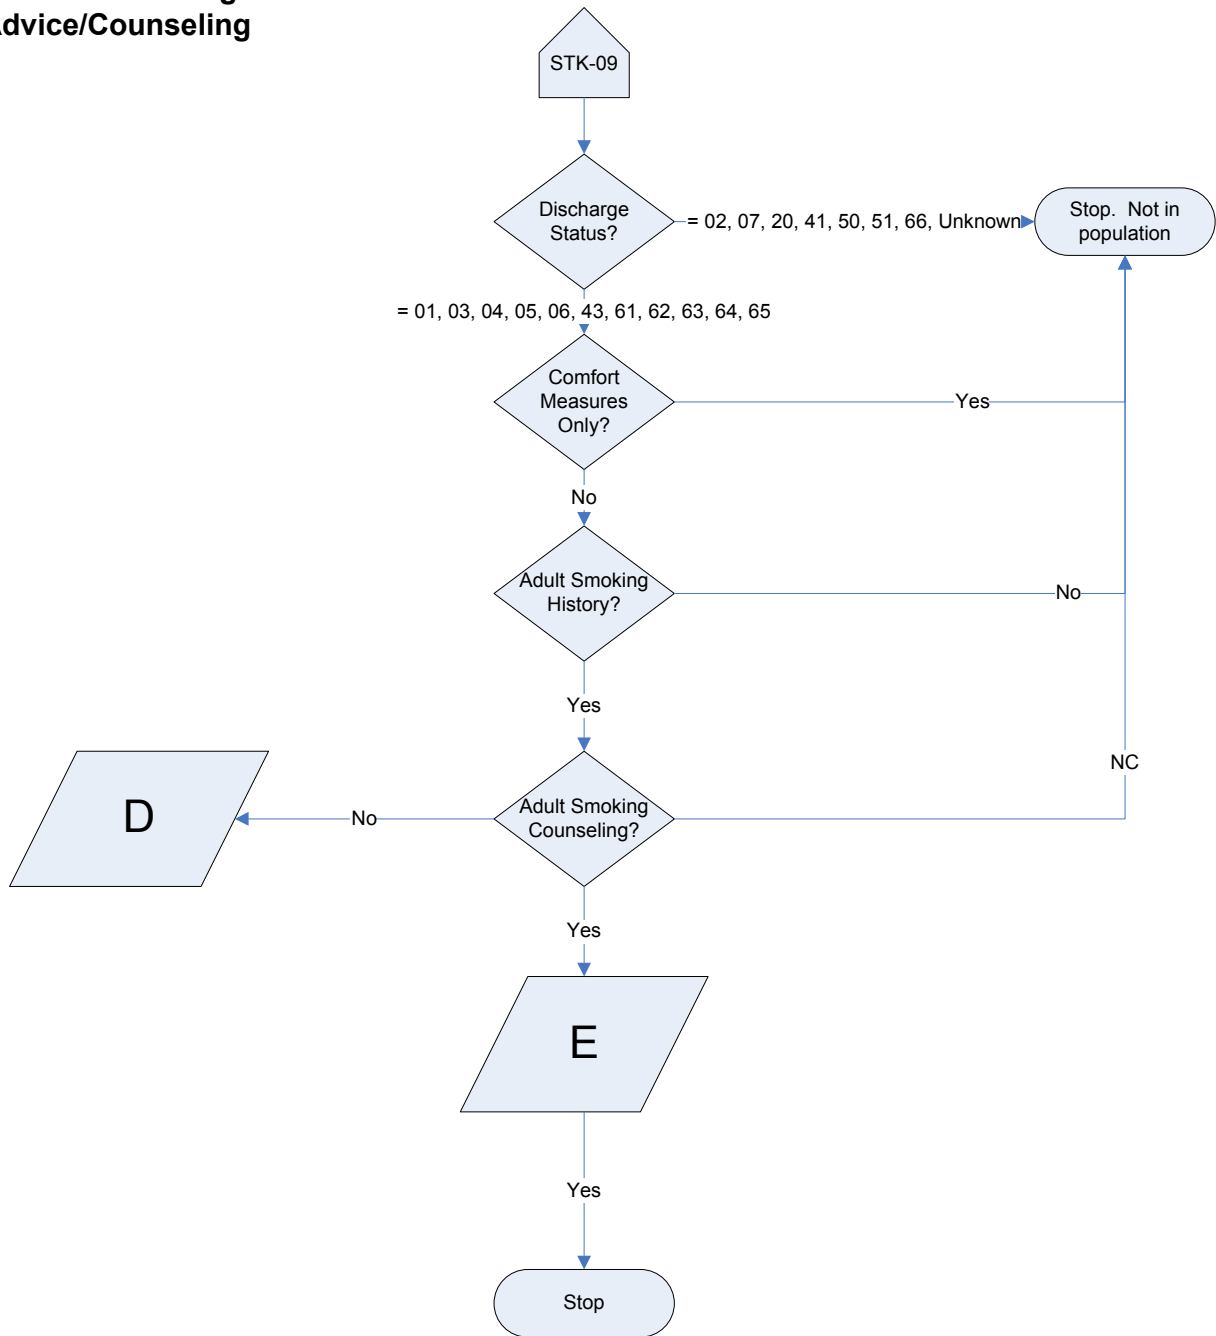 Advice/Counseling
STK-09
Discharge
Status?
= 02, 07, 20, 41, 50, 51, 66, Unknown
Stop. Not in
population
= 01, 03, 04, 05, 06, 43, 61, 62, 63, 64, 65
Comfort
Measures
Only?
Yes
No
Adult Smoking
History?
No
Yes
NC
D
No
Adult Smoking
Counseling?
Yes
E
Yes
Stop